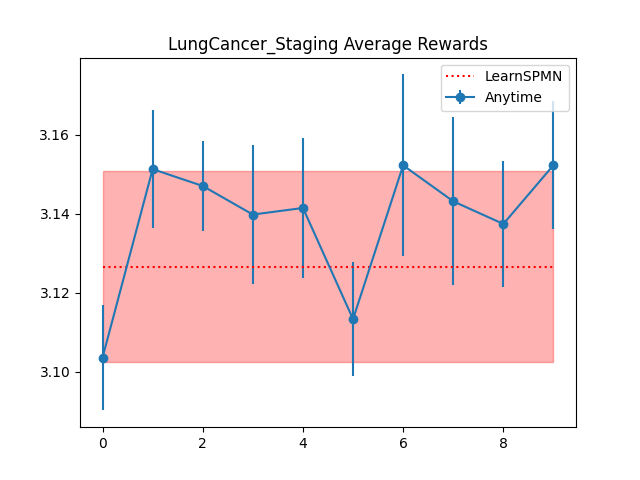 LungCancer_Staging Average Rewards
LearnSPMN
Anytime
3.16
3.14
3.12
3.10
0 2 4 6 8